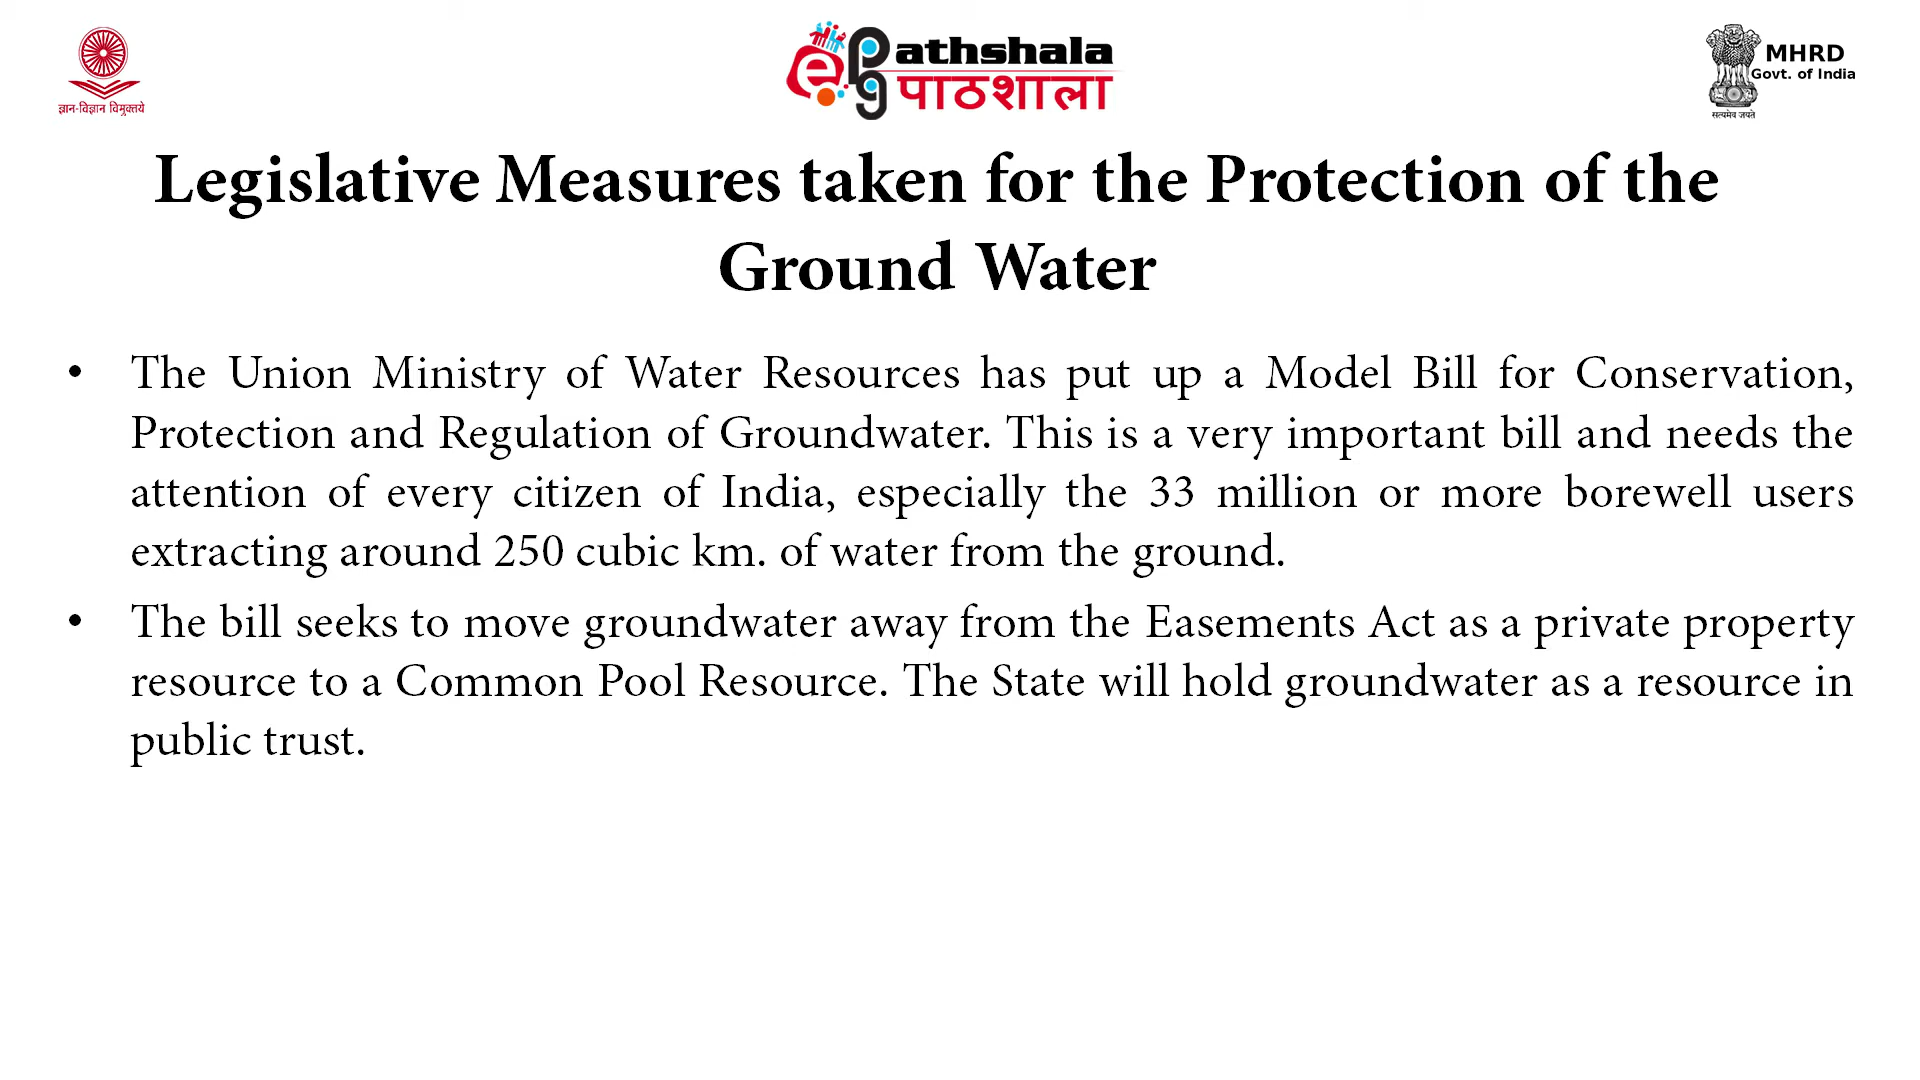 ज्ञान-विज्ञान विमुक्तये
e pg athshala
पाठशाला
MHRD
Govt. of India
सत्यमेव जयते
Legislative Measures taken for the Protection of the
Ground Water
• The Union Ministry of Water Resources has put up a Model Bill for Conservation,
Protection and Regulation of Groundwater. This is a very important bill and needs the
attention of every citizen of India, especially the 33 million or more borewell users
extracting around 250 cubic km. of water from the ground.
• The bill seeks to move groundwater away from the Easements Act as a private property
resource to a Common Pool Resource. The State will hold groundwater as a resource in
public trust.